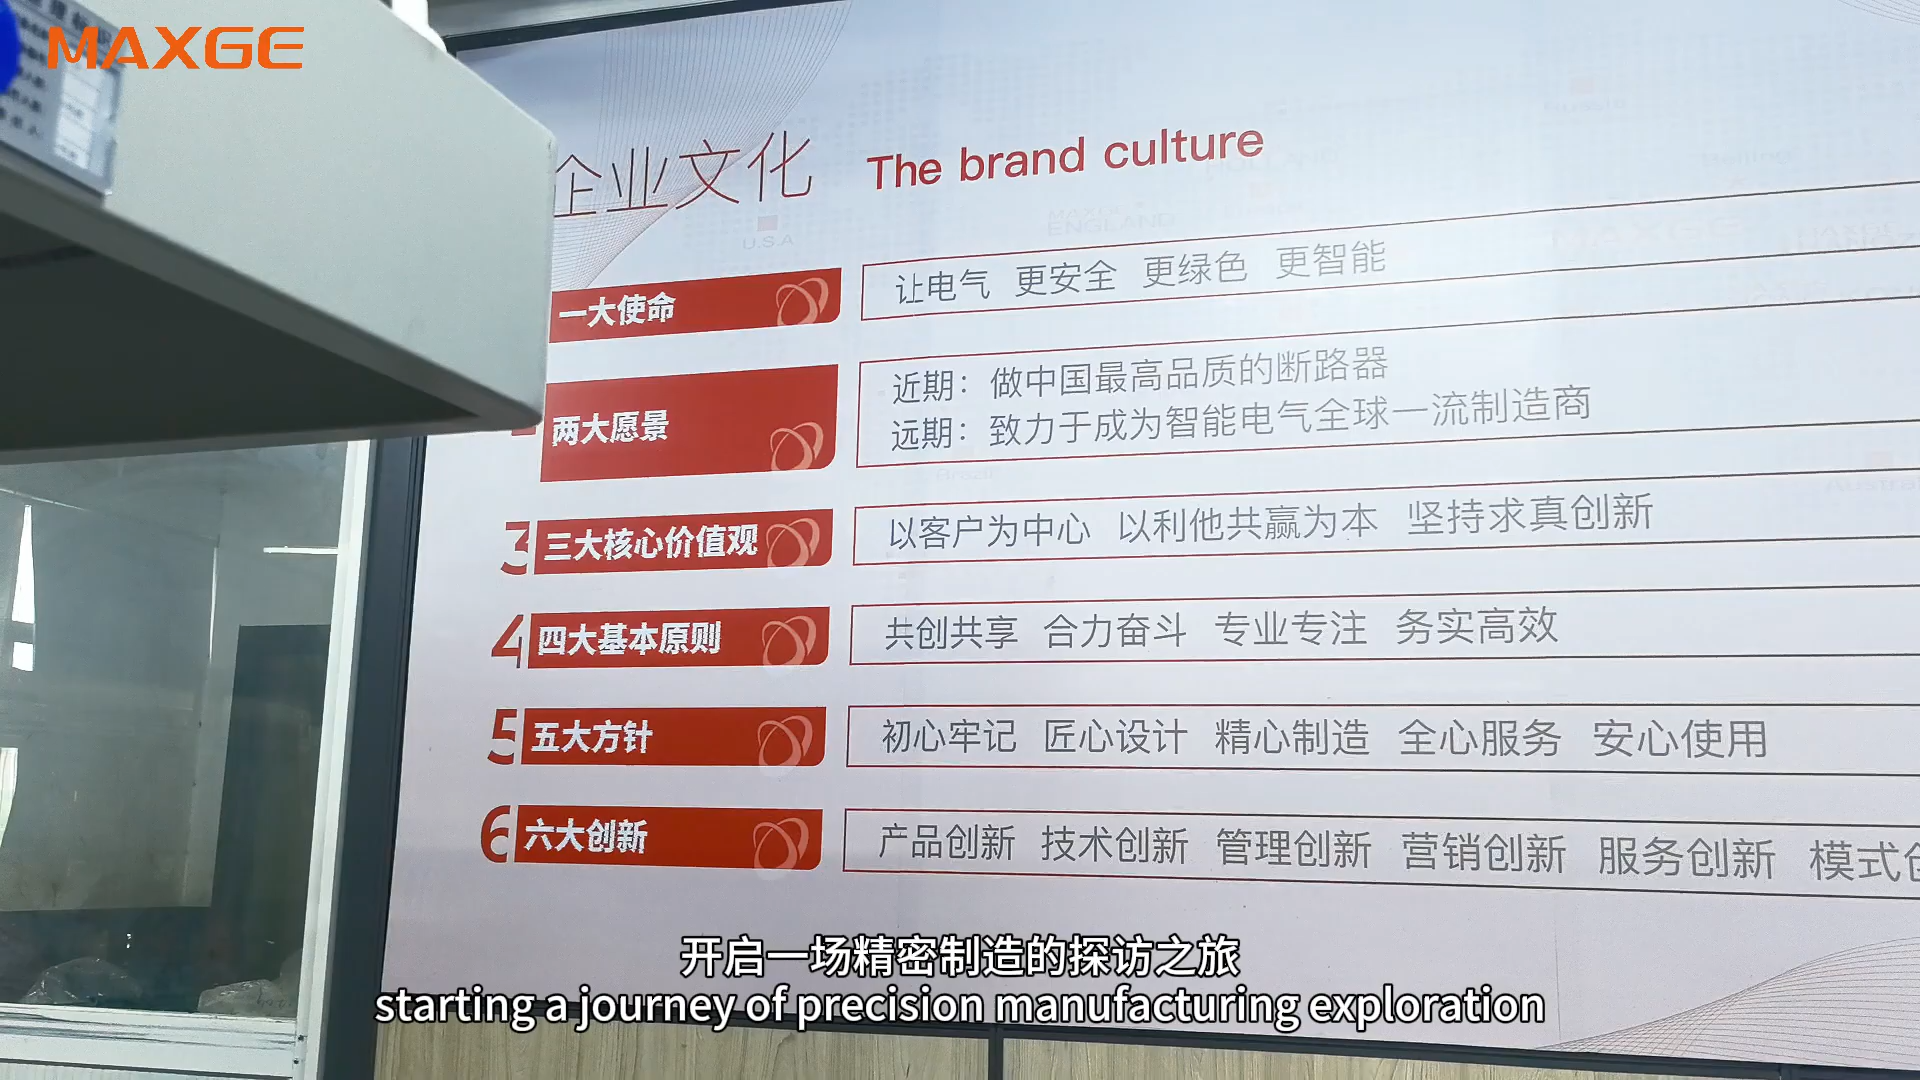 MAXGE
企业文化 The brand culture
U.S.A
ENGLAND
一大使命 让电气 更安全 更绿色 更智能
两大愿景 近期：做中国最高品质的断路器
远期：致力于成为智能电气全球一流制造商
3 三大核心价值观 以客户为中心 以利他共赢为本 坚持求真创新
4 四大基本原则 共创共享 合力奋斗 专业专注 务实高效
5 五大方针 初心牢记 匠心设计 精心制造 全心服务 安心使用
6 六大创新 产品创新 技术创新 管理创新 营销创新 服务创新 模式
开启一场精密制造的探访之旅
starting a journey of precision manufacturing exploration